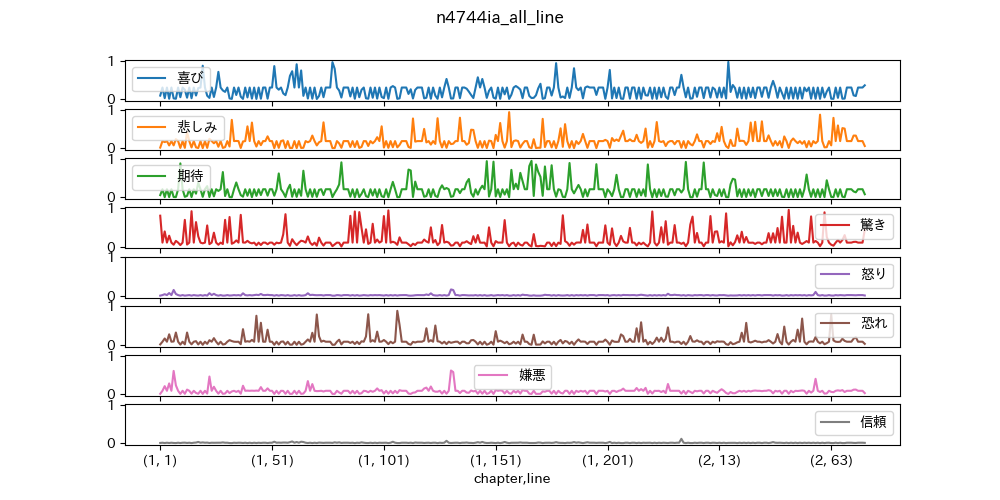 n4744ia_all_line
1
0
喜び
1
0
悲しみ
1
0
期待
1
0
驚き
1
0
怒り
1
0
恐れ
1
0
嫌悪
1
0
信頼
(1, 1) (1, 51) (1, 101) (1, 151) (1, 201) (2, 13) (2, 63)
chapter,line